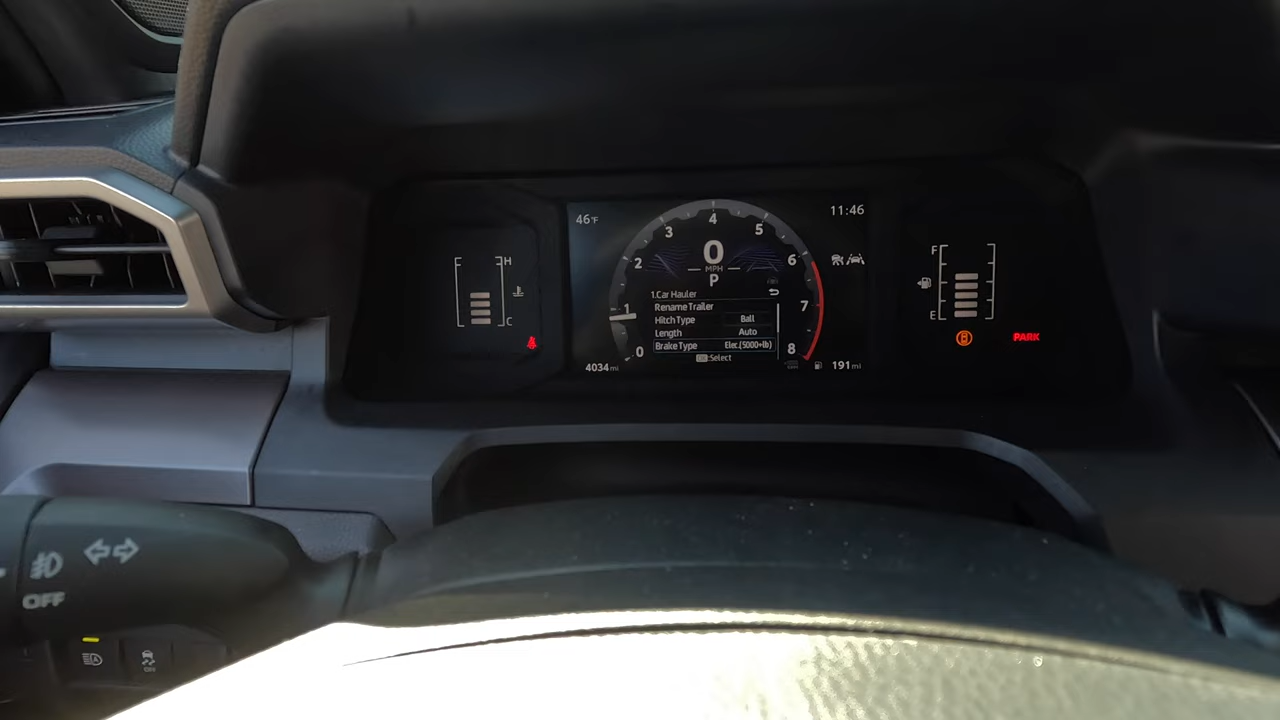 46°F
11:46
4
3
5
2
0
6
MPH
P
1
7
0
8
1.Car Hauler
Rename Trailer
Hitch Type Ball
Length Auto
Brake Type Elec.(5000+lb)
OK:Select
4034 mi
191 mi
H
C
F
E
PARK
OFF